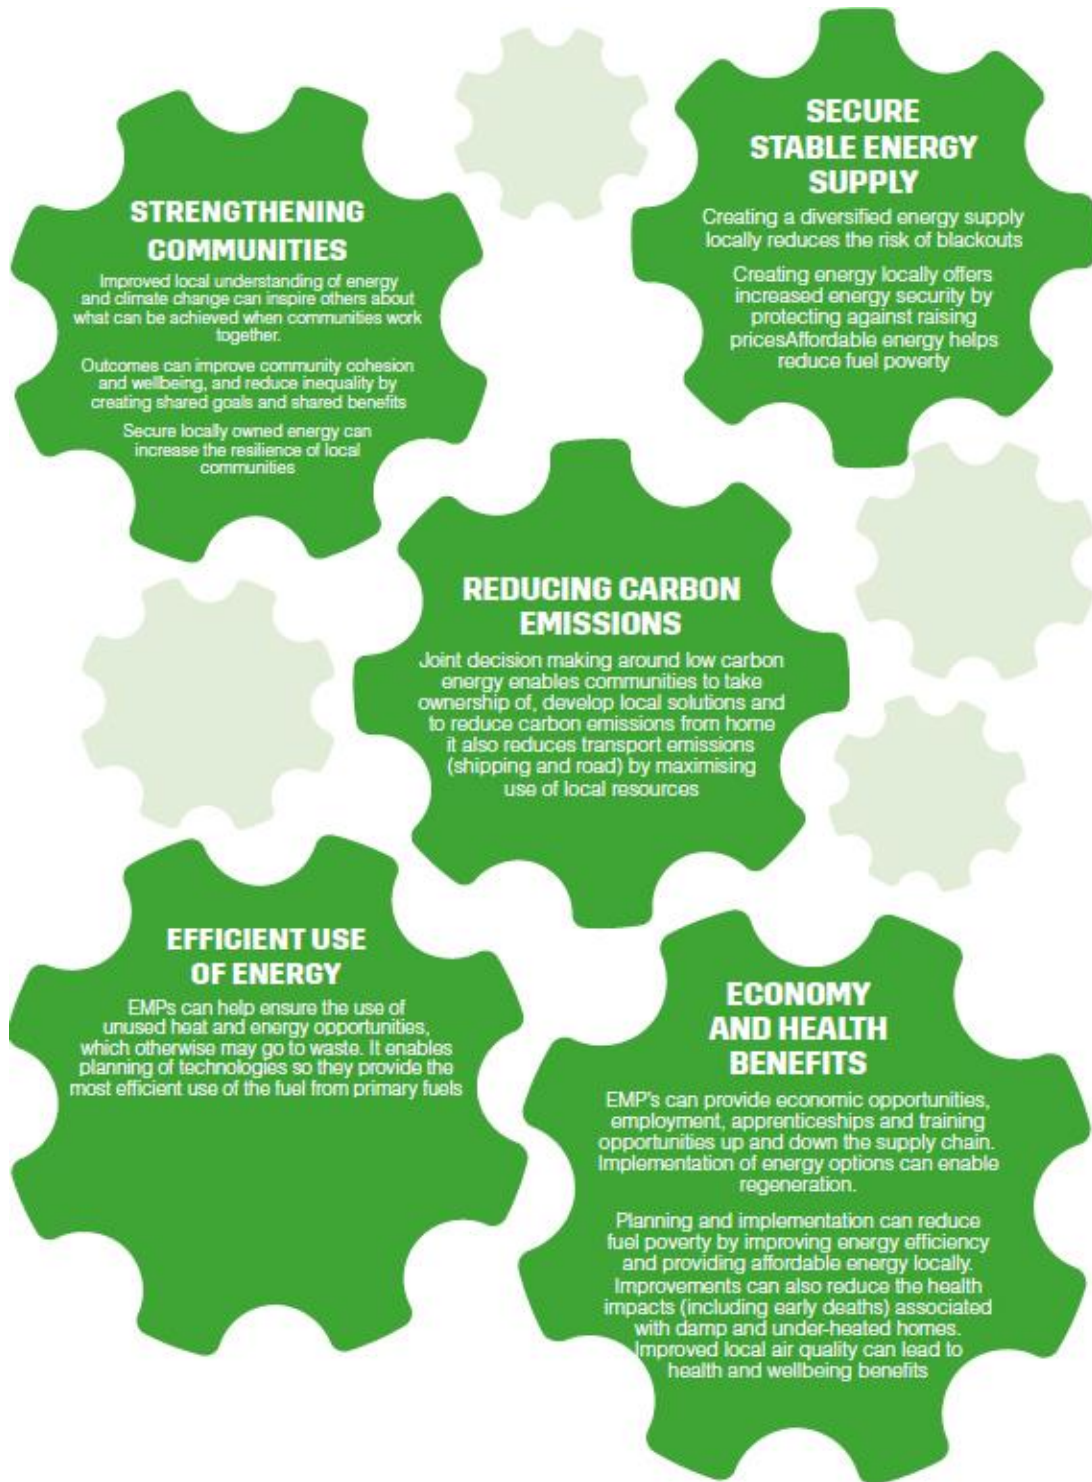 STRENGTHENING
COMMUNITIES
Improved local understanding of energy
and climate change can inspire others about
what can be achieved when communities work
together.
Outcomes can improve community cohesion
and wellbeing, and reduce inequality by
creating shared goals and shared benefits
Secure locally owned energy can
increase the resilience of local
communities
SECURE
STABLE ENERGY
SUPPLY
Creating a diversified energy supply
locally reduces the risk of blackouts
Creating energy locally offers
increased energy security by
protecting against raising
pricesAffordable energy helps
reduce fuel poverty
REDUCING CARBON
EMISSIONS
Joint decision making around low carbon
energy enables communities to take
ownership of, develop local solutions and
to reduce carbon emissions from home
it also reduces transport emissions
(shipping and road) by maximising
use of local resources
EFFICIENT USE
OF ENERGY
EMPs can help ensure the use of
unused heat and energy opportunities,
which otherwise may go to waste. It enables
planning of technologies so they provide the
most efficient use of the fuel from primary fuels
ECONOMY
AND HEALTH
BENEFITS
EMP's can provide economic opportunities,
employment, apprenticeships and training
opportunities up and down the supply chain.
Implementation of energy options can enable
regeneration.
Planning and implementation can reduce
fuel poverty by improving energy efficiency
and providing affordable energy locally.
Improvements can also reduce the health
impacts (including early deaths) associated
with damp and under-heated homes.
Improved local air quality can lead to
health and wellbeing benefits